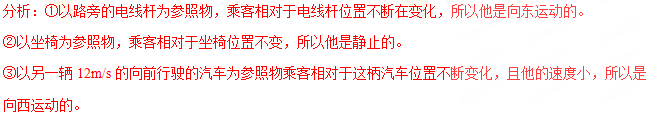 分析：①以路旁的电线杆为参照物，乘客相对于电线杆位置不断在变化，所以他是向东运动的。
②以坐椅为参照物，乘客相对于坐椅位置不变，所以他是静止的。
③以另一辆 12m/s 的向前行驶的汽车为参照物乘客相对于这柄汽车位置不断变化，且他的速度小，所以是
向西运动的。